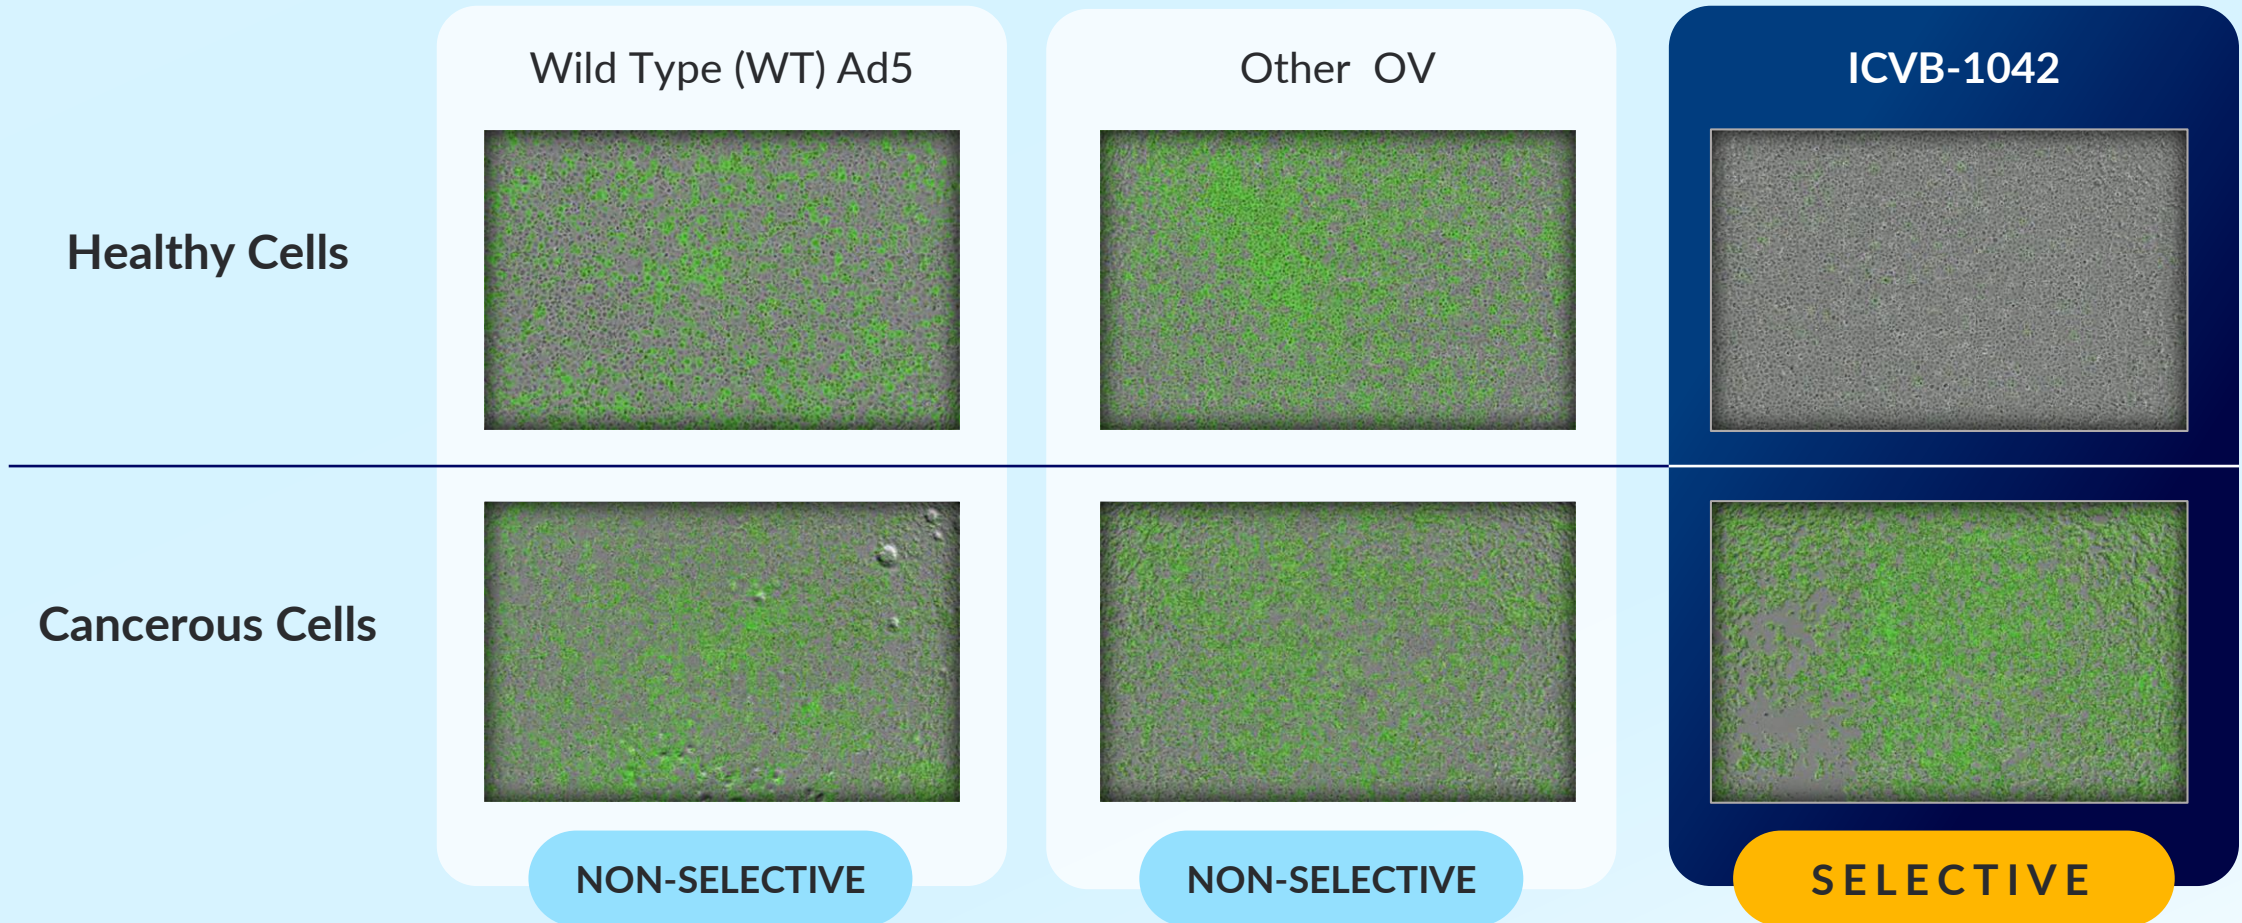 Wild Type (WT) Ad5
Other OV
ICVB-1042
Healthy Cells
Cancerous Cells
NON-SELECTIVE
NON-SELECTIVE
SELECTIVE